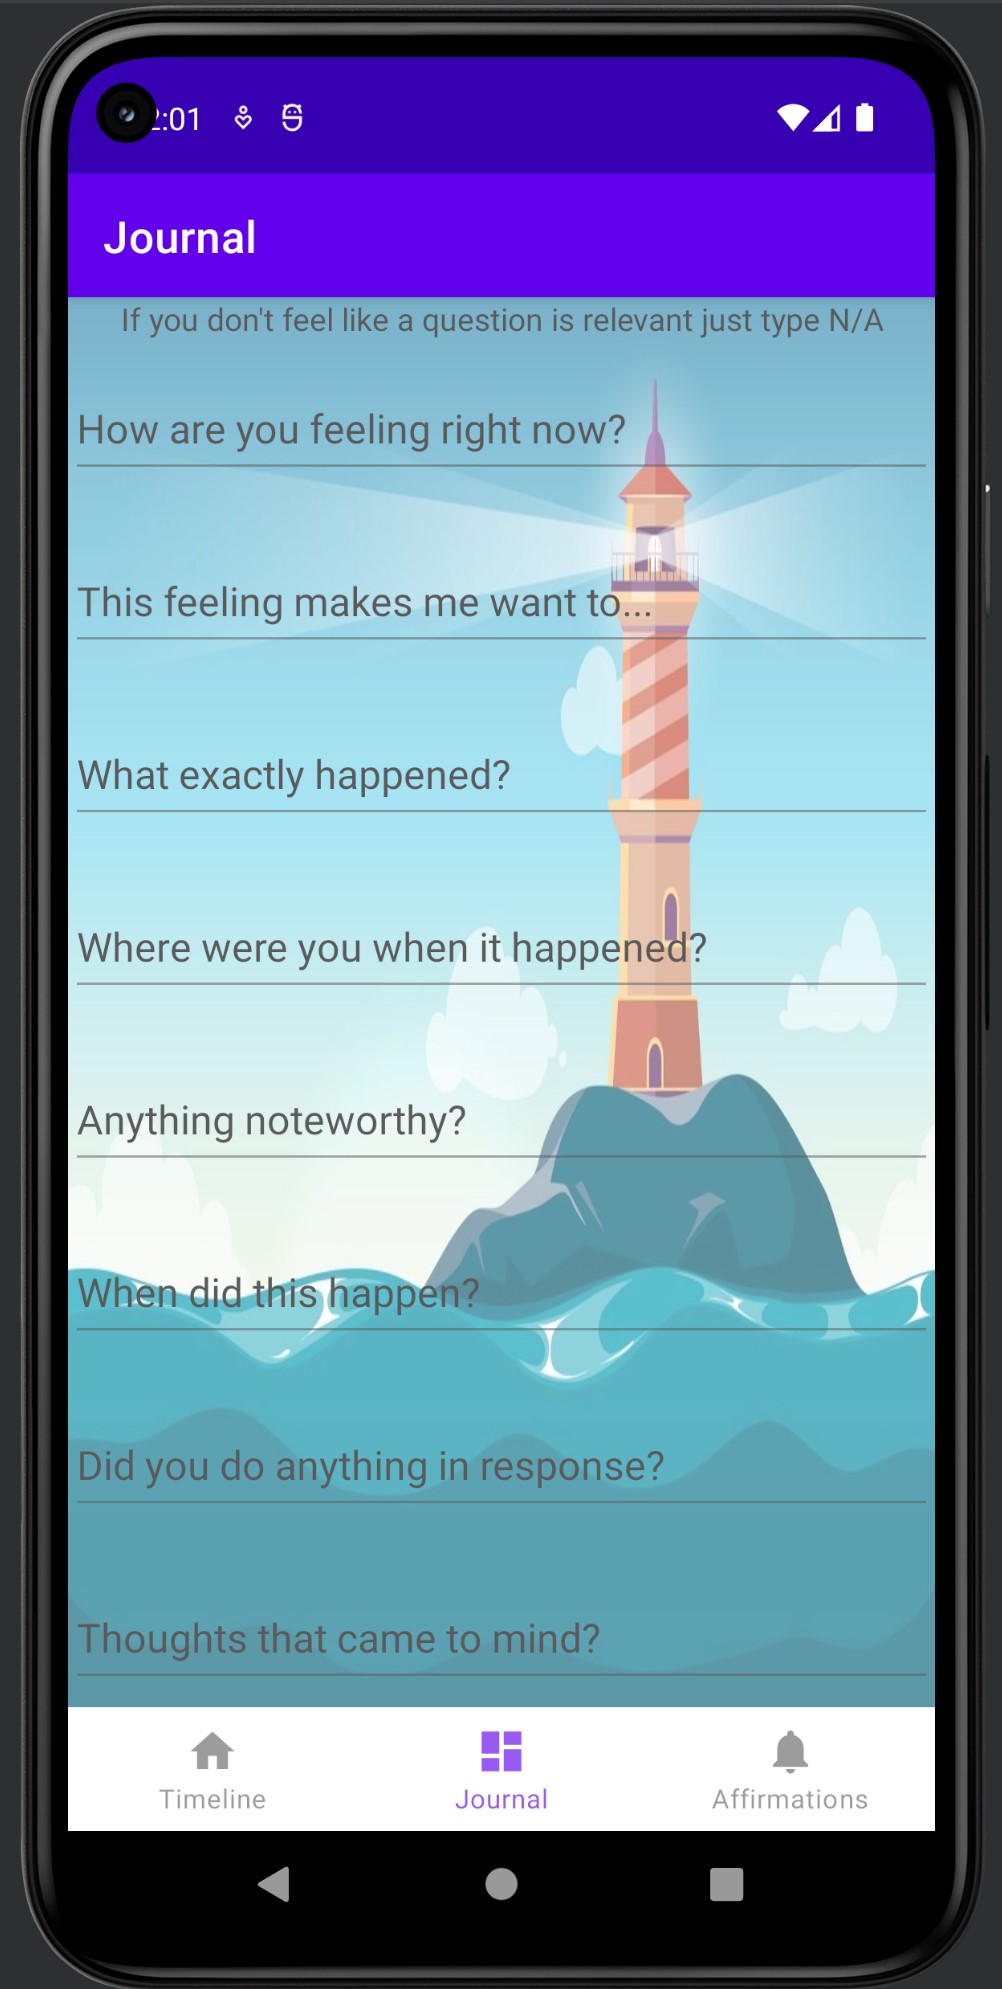 :01
Journal
If you don't feel like a question is relevant just type N/A
How are you feeling right now?
This feeling makes me want to...
What exactly happened?
Where were you when it happened?
Anything noteworthy?
When did this happen?
Did you do anything in response?
Thoughts that came to mind?
Timeline
Journal
Affirmations